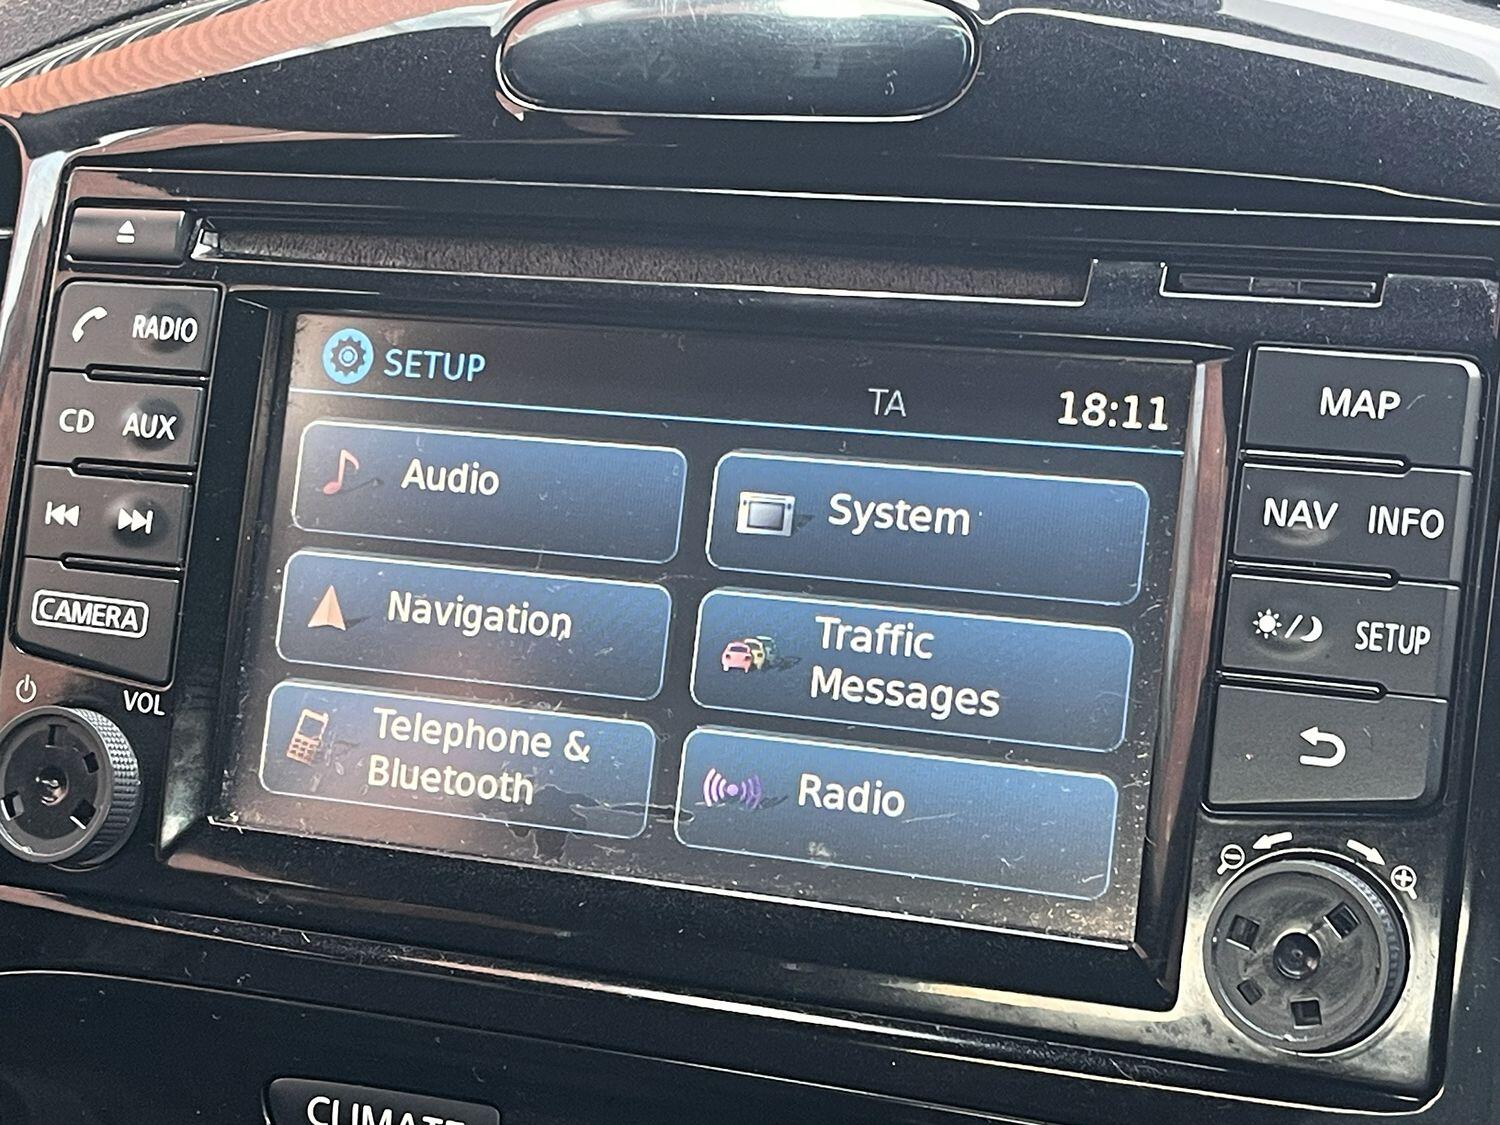 RADIO
CD AUX
CAMERA
VOL
SETUP
TA
18:11
Audio
System
Navigation
Traffic
Messages
Telephone &
Bluetooth
Radio
MAP
NAV INFO
SETUP
CLIMATE